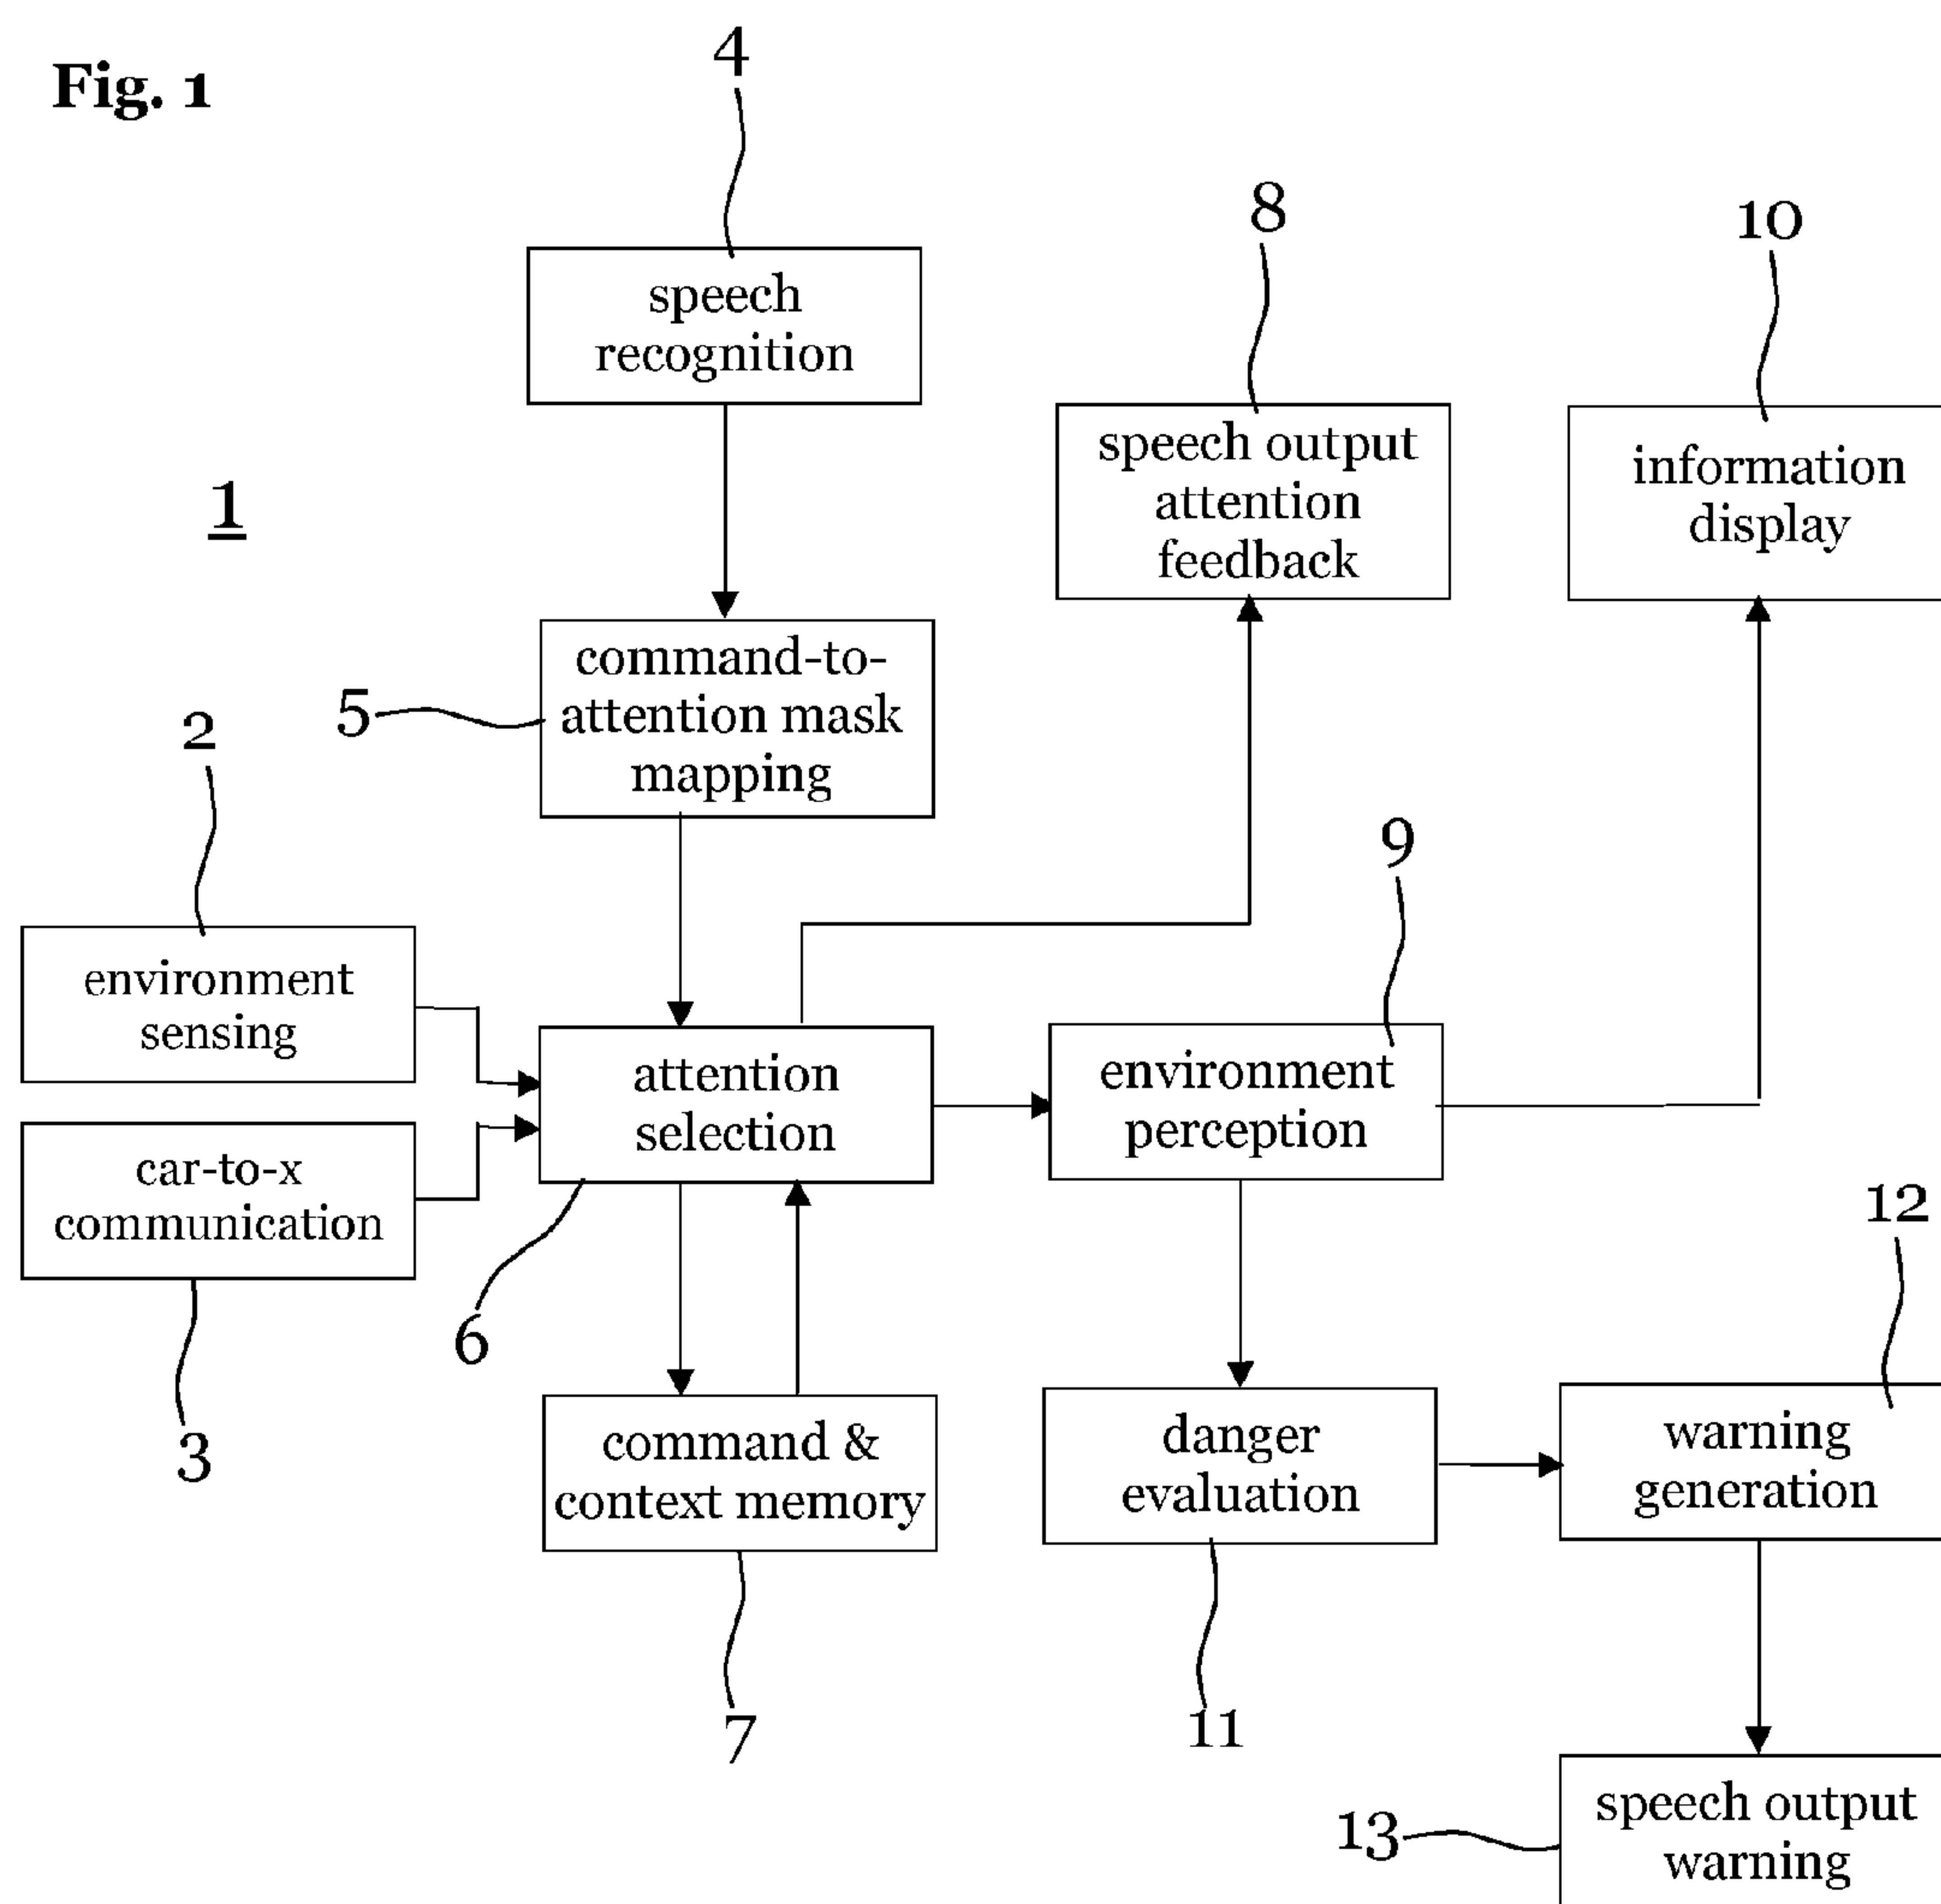 Fig. 1
4
speech
recognition
8
speech output
attention
feedback
10
information
display
1
command-to-
attention mask
mapping
5
2
environment
sensing
9
attention
selection
environment
perception
car-to-x
communication
3
6
12
command &
context memory
7
danger
evaluation
11
warning
generation
13
speech output
warning